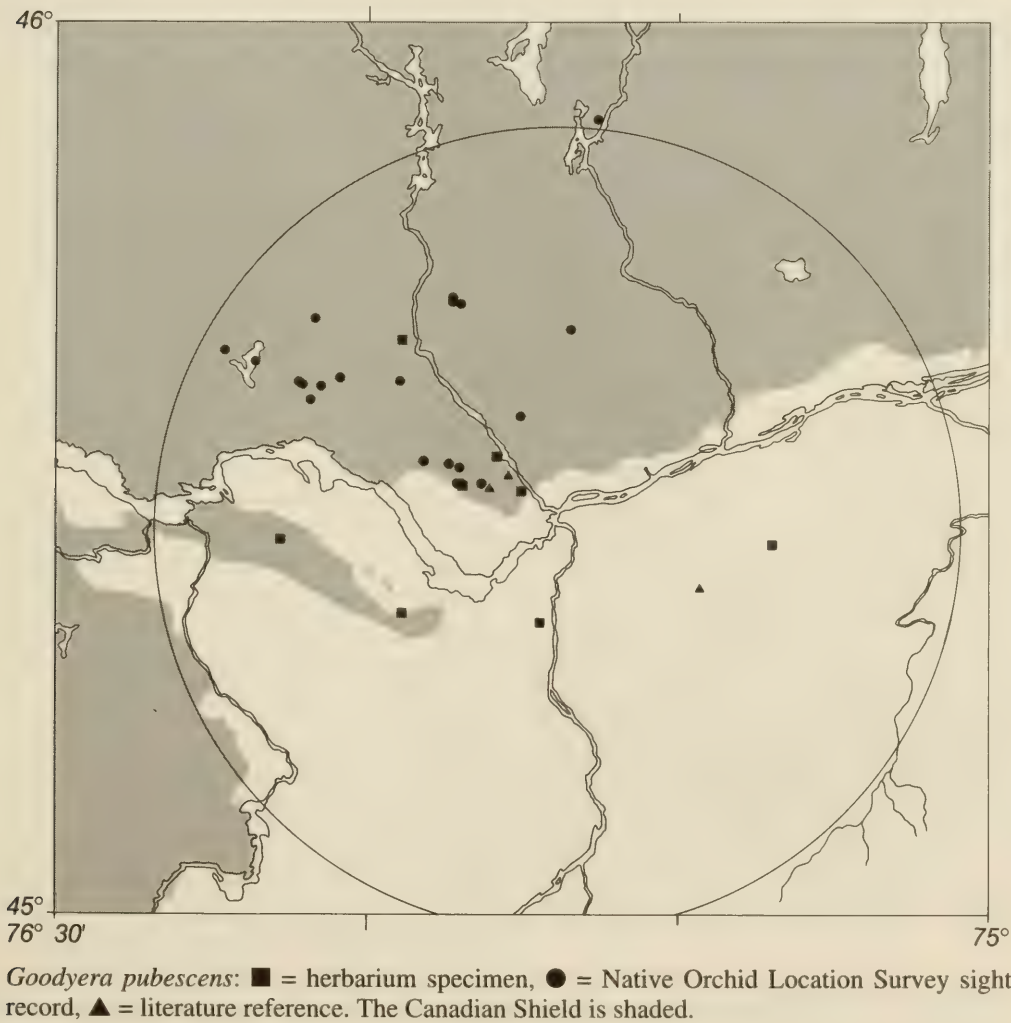 46°
45°
76° 30'
75°
Goodyera pubescens: ■ = herbarium specimen, ● = Native Orchid Location Survey sight
record, ▲ = literature reference. The Canadian Shield is shaded.